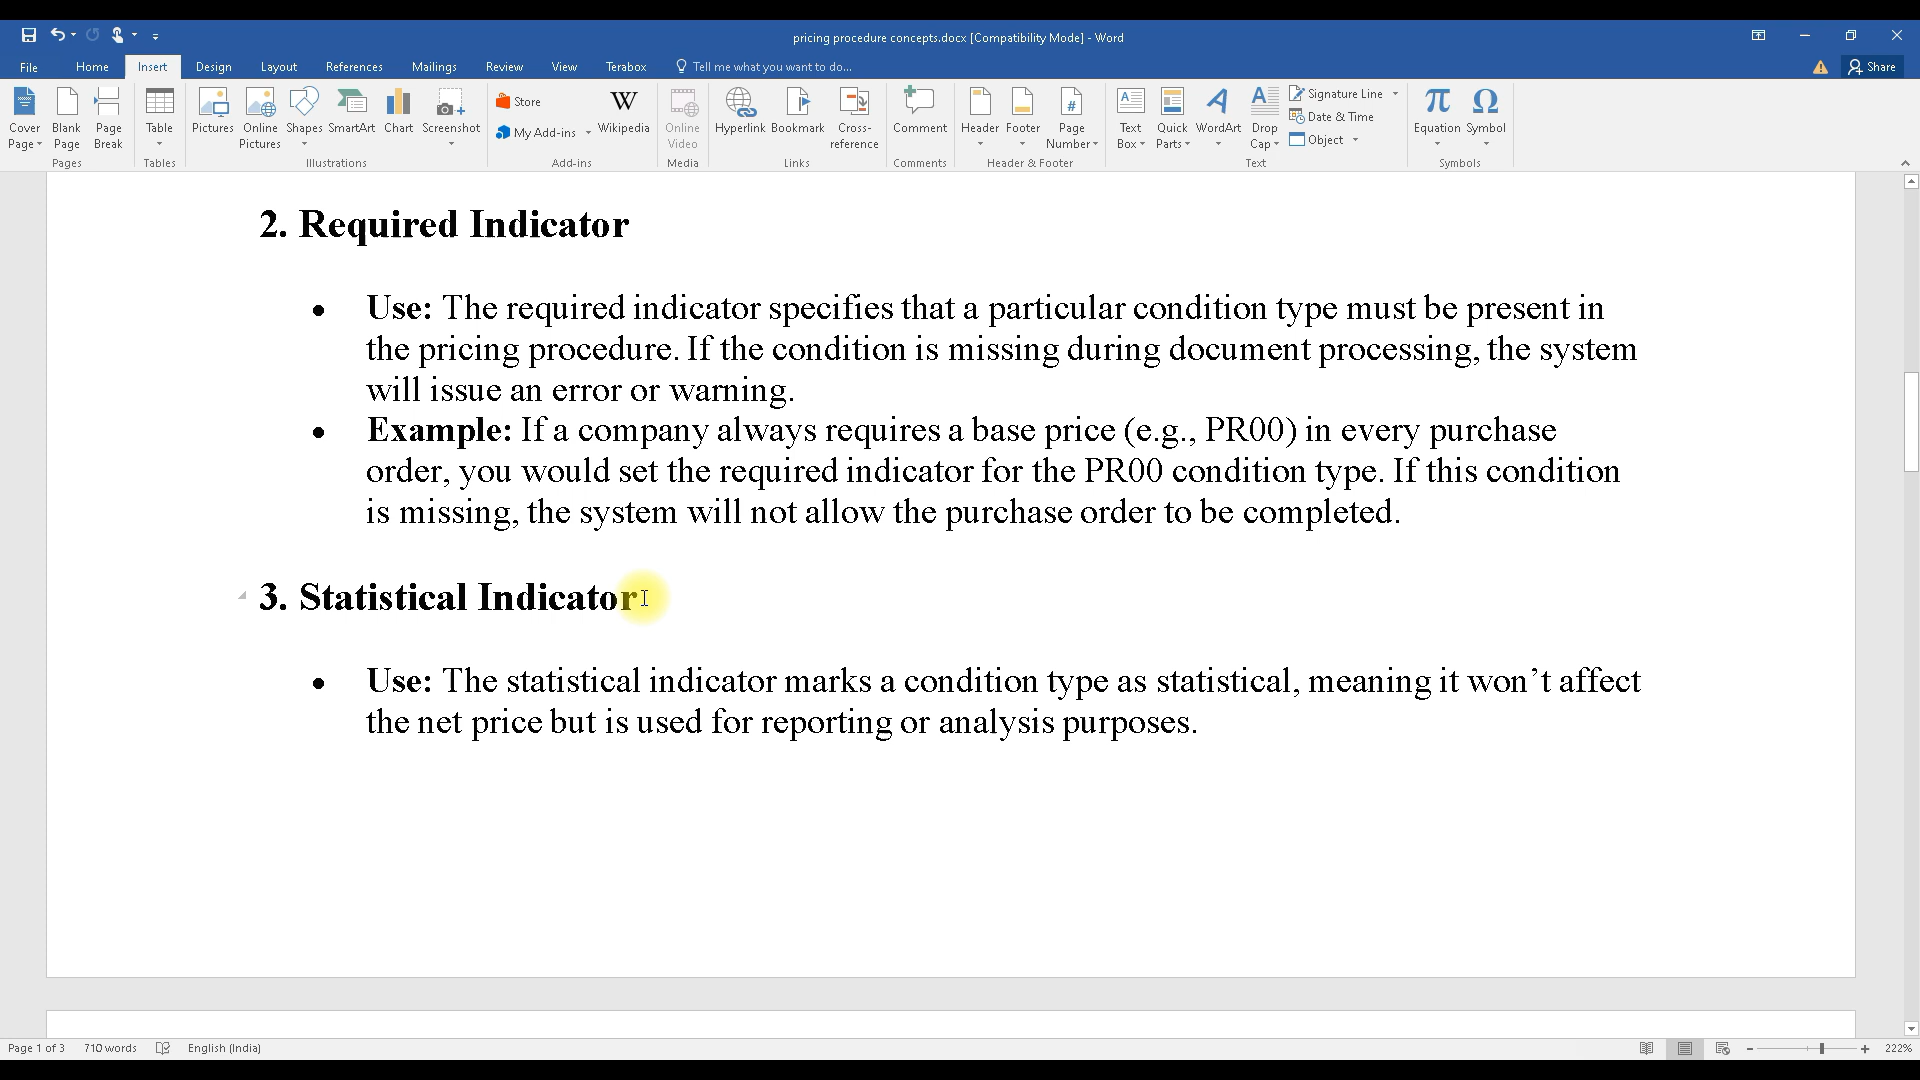 pricing procedure concepts.docx [Compatibility Mode] - Word
File Home Insert Design Layout References Mailings Review View Terabox Tell me what you want to do... Share
Cover Page Blank Page Page Break
Pages
Table
Tables
Pictures Online Pictures Shapes SmartArt Chart Screenshot
Illustrations
Store
My Add-ins
Wikipedia
Add-ins
Online Video
Media
Hyperlink Bookmark Cross-reference
Links
Comment
Comments
Header Footer Page Number
Header & Footer
Text Box Quick Parts WordArt Drop Cap
Signature Line
Date & Time
Object
Text
Equation Symbol
Symbols
2. Required Indicator
• Use: The required indicator specifies that a particular condition type must be present in
the pricing procedure. If the condition is missing during document processing, the system
will issue an error or warning.
• Example: If a company always requires a base price (e.g., PR00) in every purchase
order, you would set the required indicator for the PR00 condition type. If this condition
is missing, the system will not allow the purchase order to be completed.
3. Statistical Indicator
• Use: The statistical indicator marks a condition type as statistical, meaning it won’t affect
the net price but is used for reporting or analysis purposes.
Page 1 of 3 710 words English (India) 222%